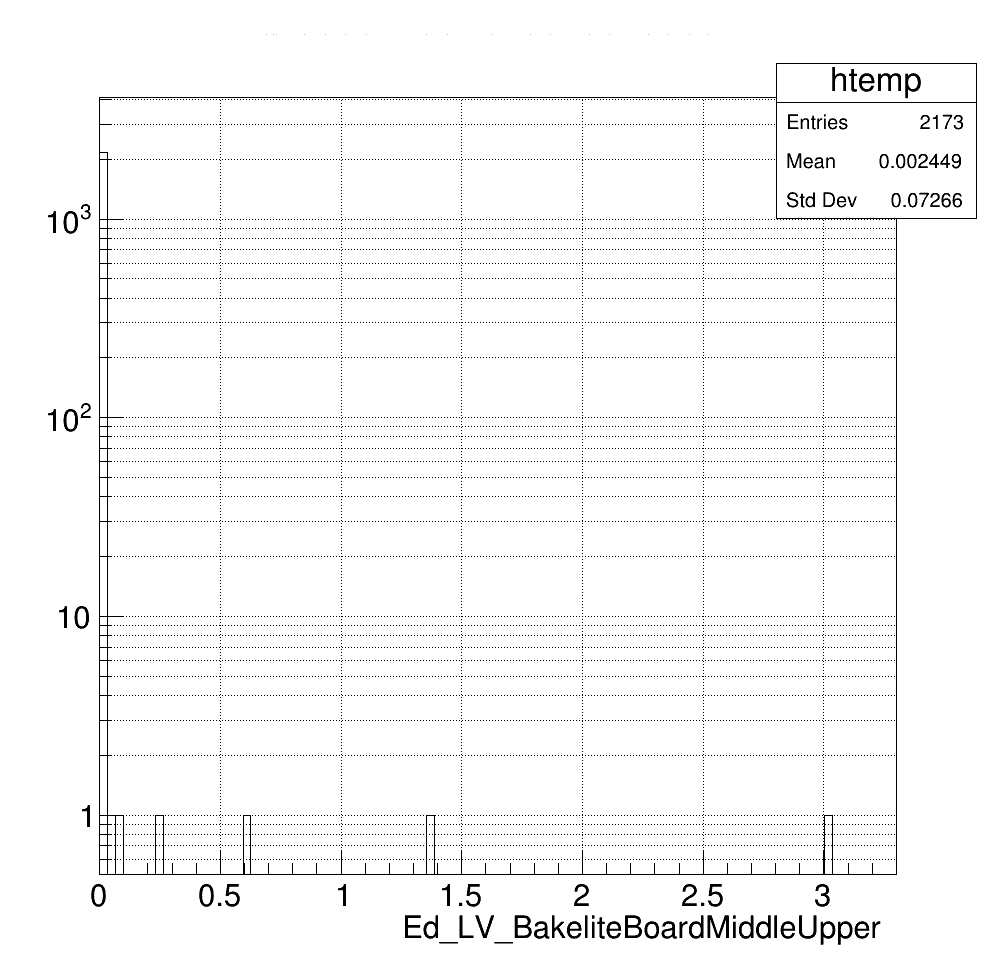 htemp
Entries 2173
Mean 0.002449
Std Dev 0.07266
10³
10²
10
1
0 0.5 1 1.5 2 2.5 3
Ed_LV_BakeliteBoardMiddleUpper